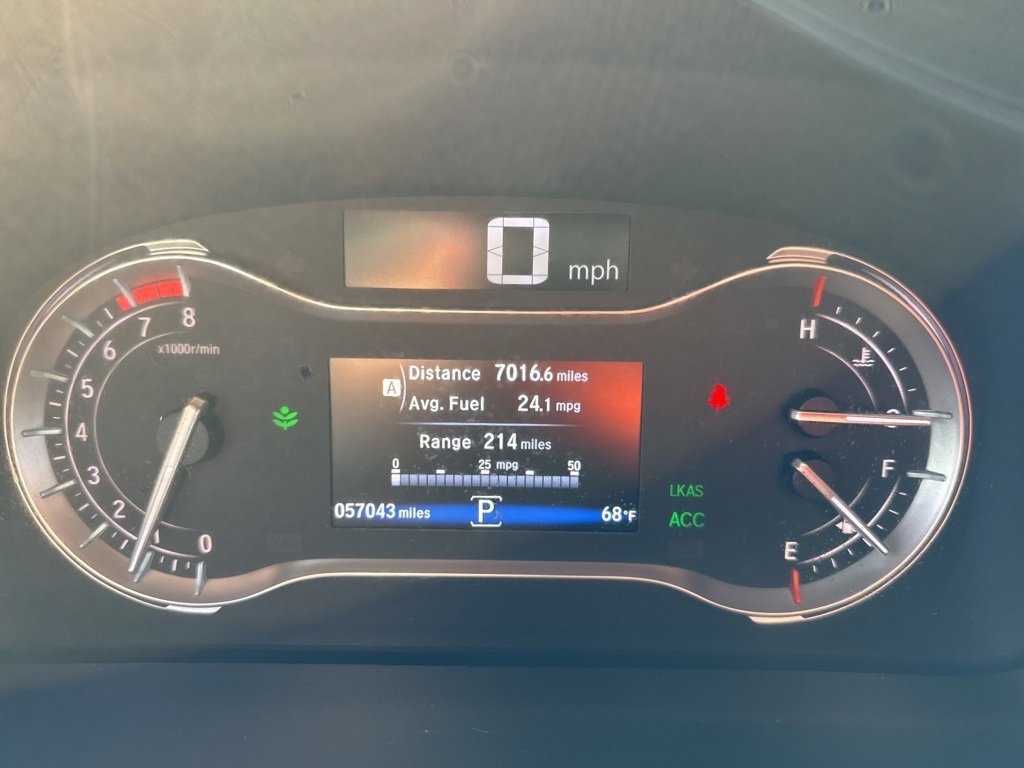 0 mph
8
7
6
x1000r/min
5
4
3
2
1
0
A
Distance 7016.6 miles
Avg. Fuel 24.1 mpg
Range 214 miles
0 25 mpg 50
057043 miles P 68°F
LKAS
ACC
H
C
F
E